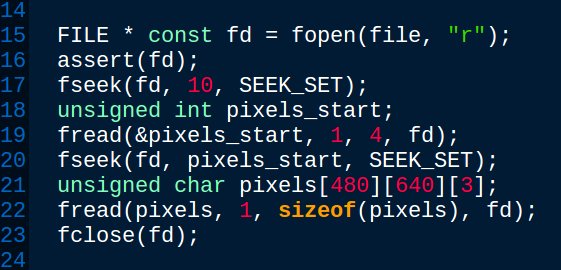 14
15 FILE * const fd = fopen(file, "r");
16 assert(fd);
17 fseek(fd, 10, SEEK_SET);
18 unsigned int pixels_start;
19 fread(&pixels_start, 1, 4, fd);
20 fseek(fd, pixels_start, SEEK_SET);
21 unsigned char pixels[480][640][3];
22 fread(pixels, 1, sizeof(pixels), fd);
23 fclose(fd);
24